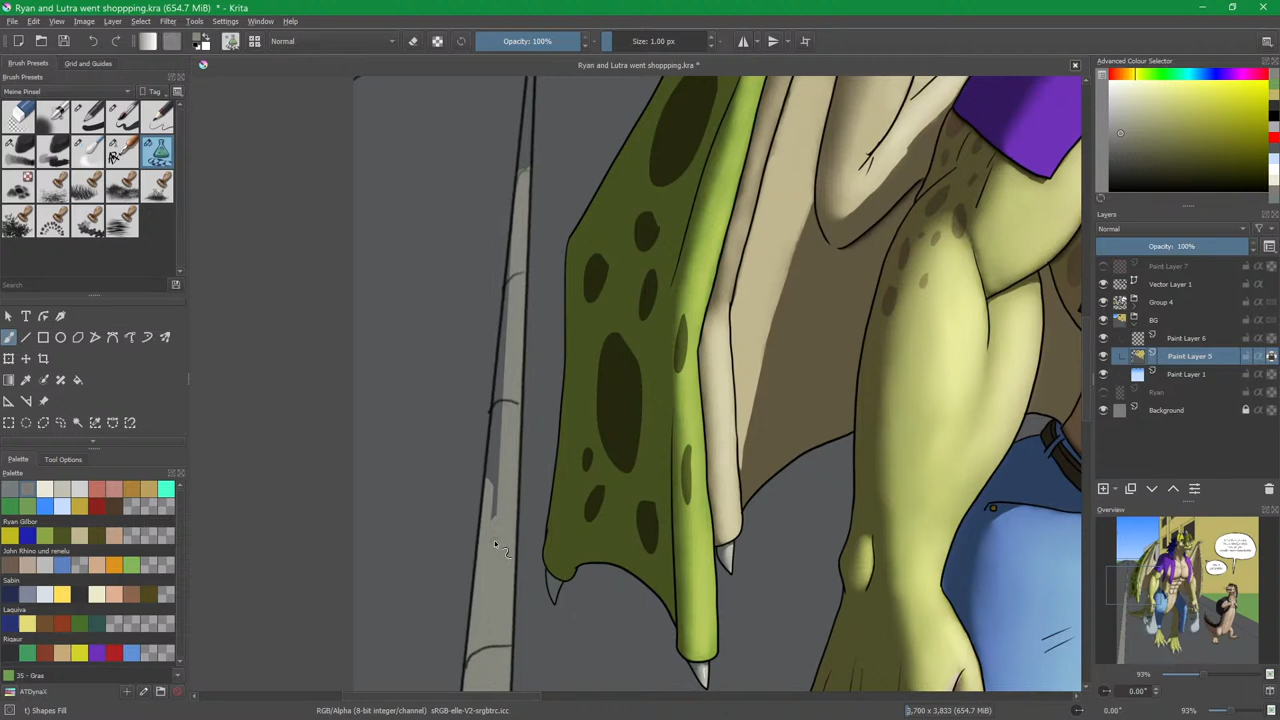 Ryan and Lutra went shoppping.kra (654.7 MiB) * - Krita
File Edit View Image Layer Select Filter Tools Settings Window Help
Normal Opacity: 100% Size: 1.00 px
Brush Presets Grid and Guides
Ryan and Lutra went shoppping.kra *
Brush Presets
Meine Pinsel Tag
Search
Palette Tool Options
Palette
Ryan Gilbor
John Rhino und renelu
Sabin
Laquiva
Riqaur
35 - Gras
ATDynaX
t) Shapes Fill
RGB/Alpha (8-bit integer/channel) sRGB-elle-V2-srgbtrc.icc
3,700 x 3,833 (654.7 MiB)
0.00° 93%
Advanced Colour Selector
Layers
Normal
Opacity: 100%
Paint Layer 7
Vector Layer 1
Group 4
BG
Paint Layer 6
Paint Layer 5
Paint Layer 1
Ryan
Background
Overview
93%
0.00°